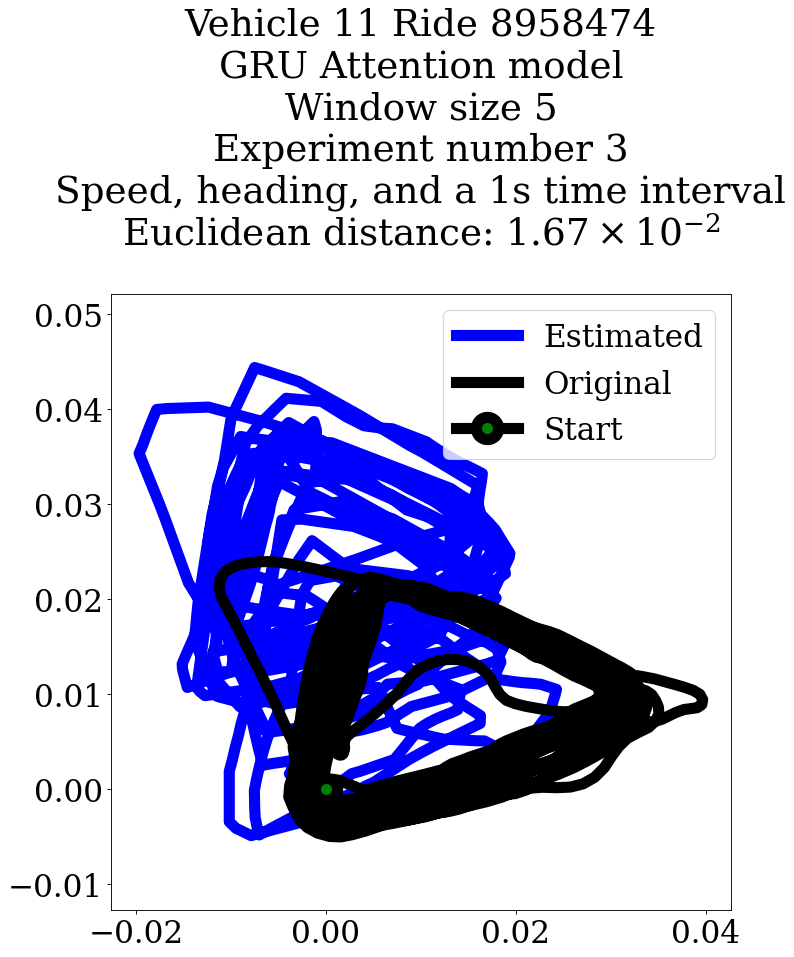 Vehicle 11 Ride 8958474
GRU Attention model
Window size 5
Experiment number 3
Speed, heading, and a 1s time interval
Euclidean distance: 1.67 × 10⁻²
0.05
Estimated
Original
Start
0.04
0.03
0.02
0.01
0.00
−0.01
−0.02 0.00 0.02 0.04